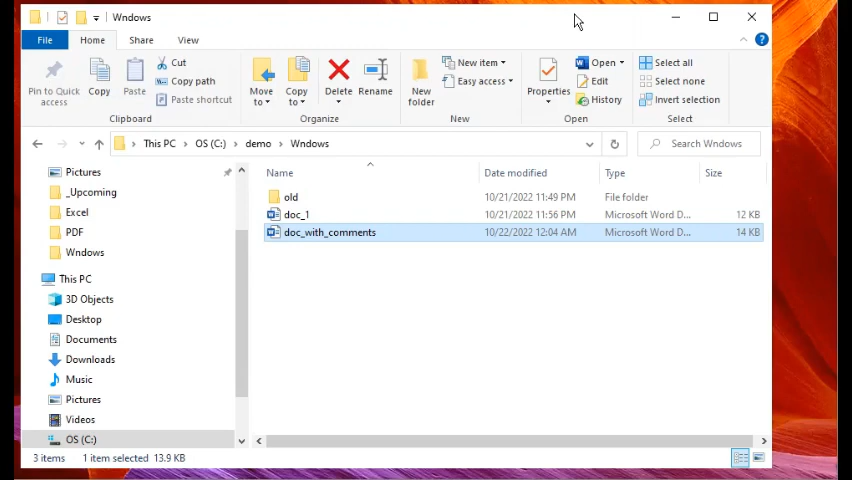 Wndows
File Home Share View
Pin to Quick access
Copy
Paste
Cut
Copy path
Paste shortcut
Move to
Copy to
Delete
Rename
New folder
New item
Easy access
Properties
Open
Edit
History
Select all
Select none
Invert selection
Clipboard Organize New Open Select
This PC OS (C:) demo Wndows
Search Wndows
Name Date modified Type Size
old 10/21/2022 11:49 PM File folder
doc_1 10/21/2022 11:56 PM Microsoft Word D... 12 KB
doc_with_comments 10/22/2022 12:04 AM Microsoft Word D... 14 KB
Pictures
_Upcoming
Excel
PDF
Wndows
This PC
3D Objects
Desktop
Documents
Downloads
Music
Pictures
Videos
OS (C:)
3 items 1 item selected 13.9 KB